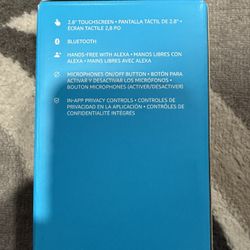 2.8" TOUCHSCREEN • PANTALLA TÁCTIL DE 2.8" •
ÉCRAN TACTILE 2,8 PO
BLUETOOTH
HANDS-FREE WITH ALEXA • MANOS LIBRES CON
ALEXA • MAINS LIBRES AVEC ALEXA
MICROPHONES ON/OFF BUTTON • BOTÓN PARA
ACTIVAR Y DESACTIVAR LOS MICRÓFONOS •
BOUTON MICROPHONES (ACTIVER/DÉSACTIVER)
IN-APP PRIVACY CONTROLS • CONTROLES DE
PRIVACIDAD EN LA APLICACIÓN • CONTRÔLES DE
CONFIDENTIALITÉ INTÉGRÉS